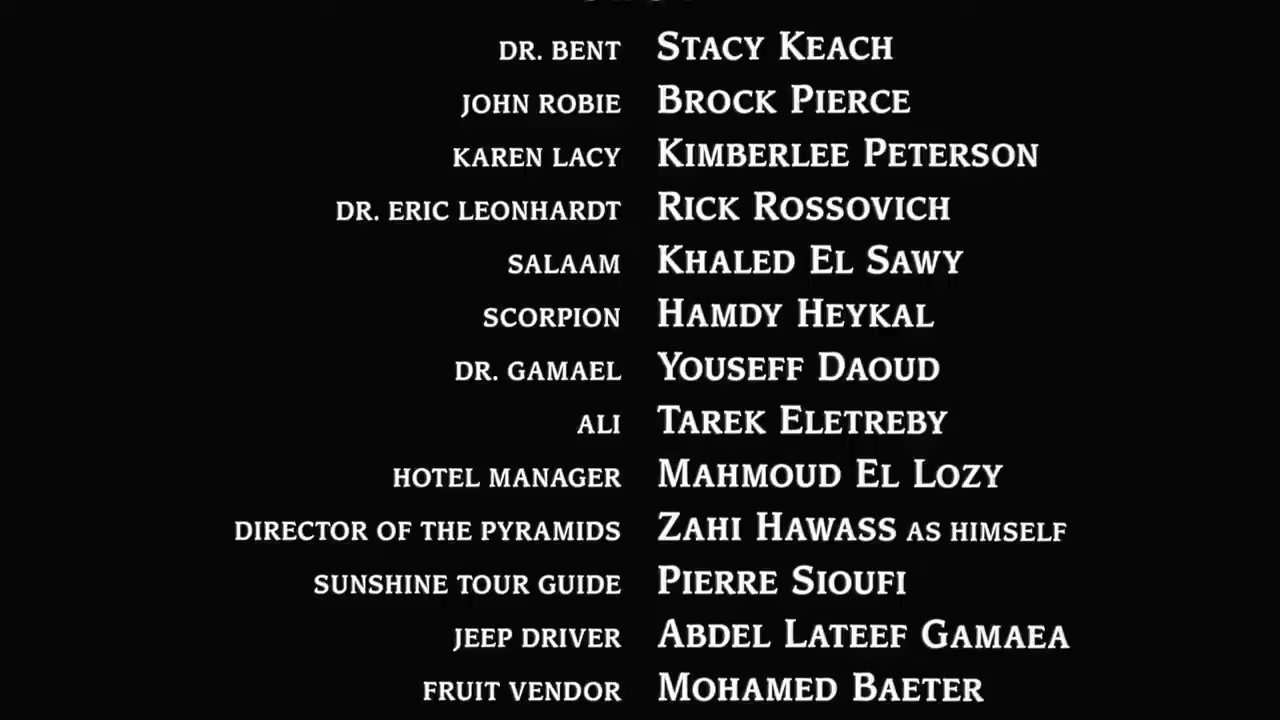 DR. BENT STACY KEACH
JOHN ROBIE BROCK PIERCE
KAREN LACY KIMBERLEE PETERSON
DR. ERIC LEONHARDT RICK ROSSOVICH
SALAAM KHALED EL SAWY
SCORPION HAMDY HEYKAL
DR. GAMAEL YOUSEFF DAOUD
ALI TAREK ELETREBY
HOTEL MANAGER MAHMOUD EL LOZY
DIRECTOR OF THE PYRAMIDS ZAHI HAWASS AS HIMSELF
SUNSHINE TOUR GUIDE PIERRE SIOUFI
JEEP DRIVER ABDEL LATEEF GAMAEA
FRUIT VENDOR MOHAMED BAETER